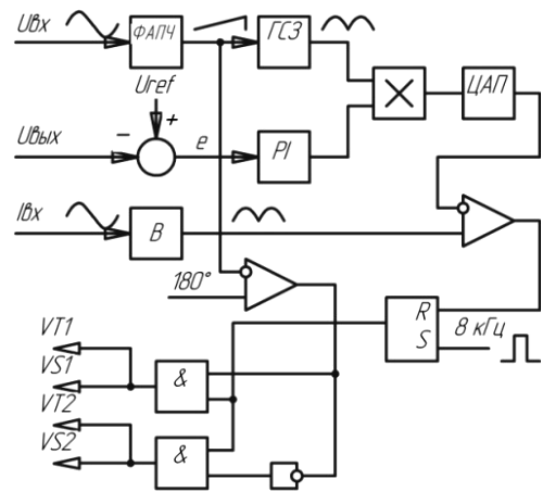 Uвх
ФАПЧ
ГСЗ
ЦАП
Uref
Uвых
−
+
e
PI
Iвх
В
180°
R
S
8 кГц
VT1
VS1
&
VT2
VS2
&